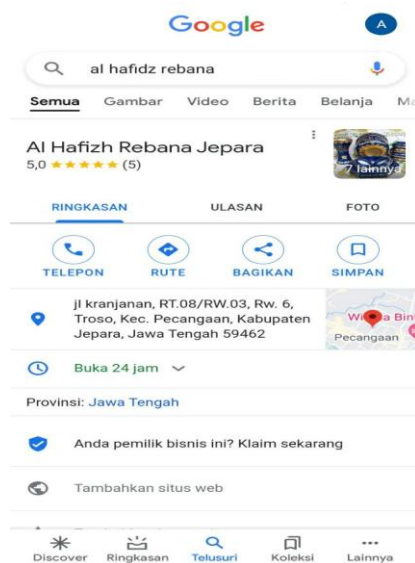 Google
A
al hafidz rebana
Semua Gambar Video Berita Belanja
Al Hafizh Rebana Jepara
5,0 (5)
7 lainnya
RINGKASAN ULASAN FOTO
TELEPON RUTE BAGIKAN SIMPAN
jl kranjanan, RT.08/RW.03, Rw. 6,
Troso, Kec. Pecangaan, Kabupaten
Jepara, Jawa Tengah 59462
Pecangaan
Buka 24 jam
Provinsi: Jawa Tengah
Anda pemilik bisnis ini? Klaim sekarang
Tambahkan situs web
Discover Ringkasan Telusuri Koleksi Lainnya